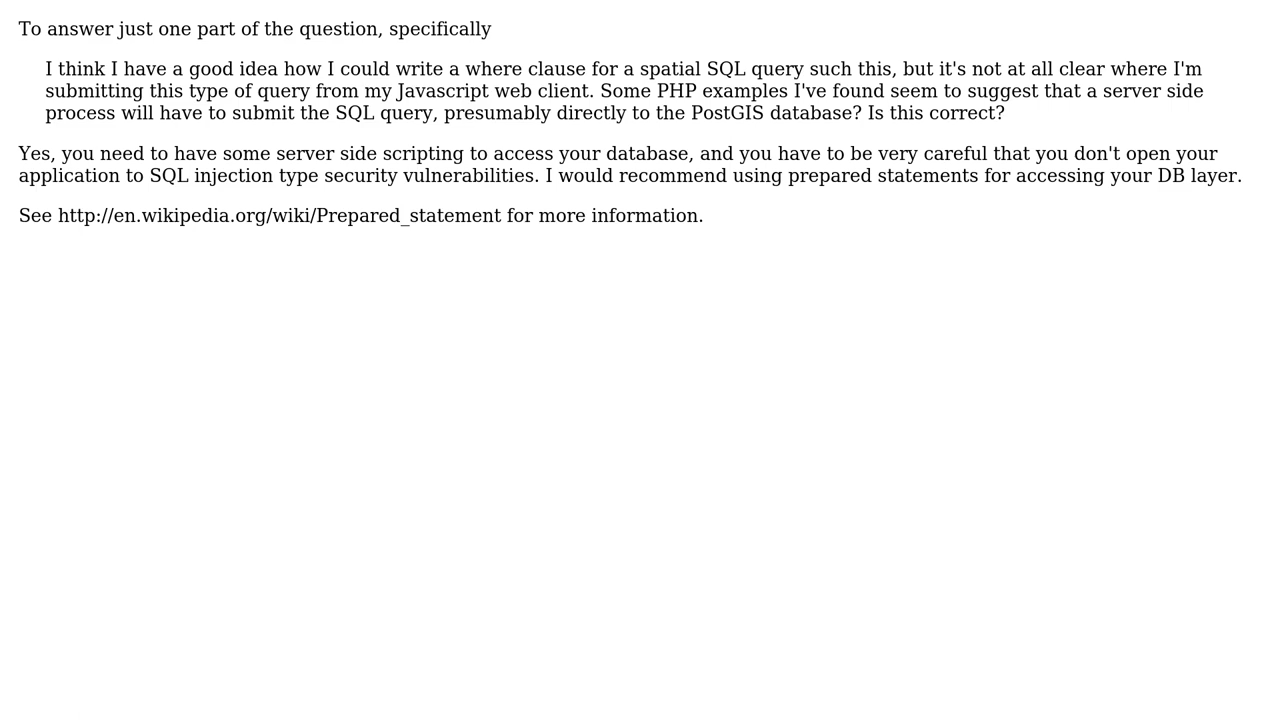 To answer just one part of the question, specifically
I think I have a good idea how I could write a where clause for a spatial SQL query such this, but it's not at all clear where I'm
submitting this type of query from my Javascript web client. Some PHP examples I've found seem to suggest that a server side
process will have to submit the SQL query, presumably directly to the PostGIS database? Is this correct?
Yes, you need to have some server side scripting to access your database, and you have to be very careful that you don't open your
application to SQL injection type security vulnerabilities. I would recommend using prepared statements for accessing your DB layer.
See http://en.wikipedia.org/wiki/Prepared_statement for more information.